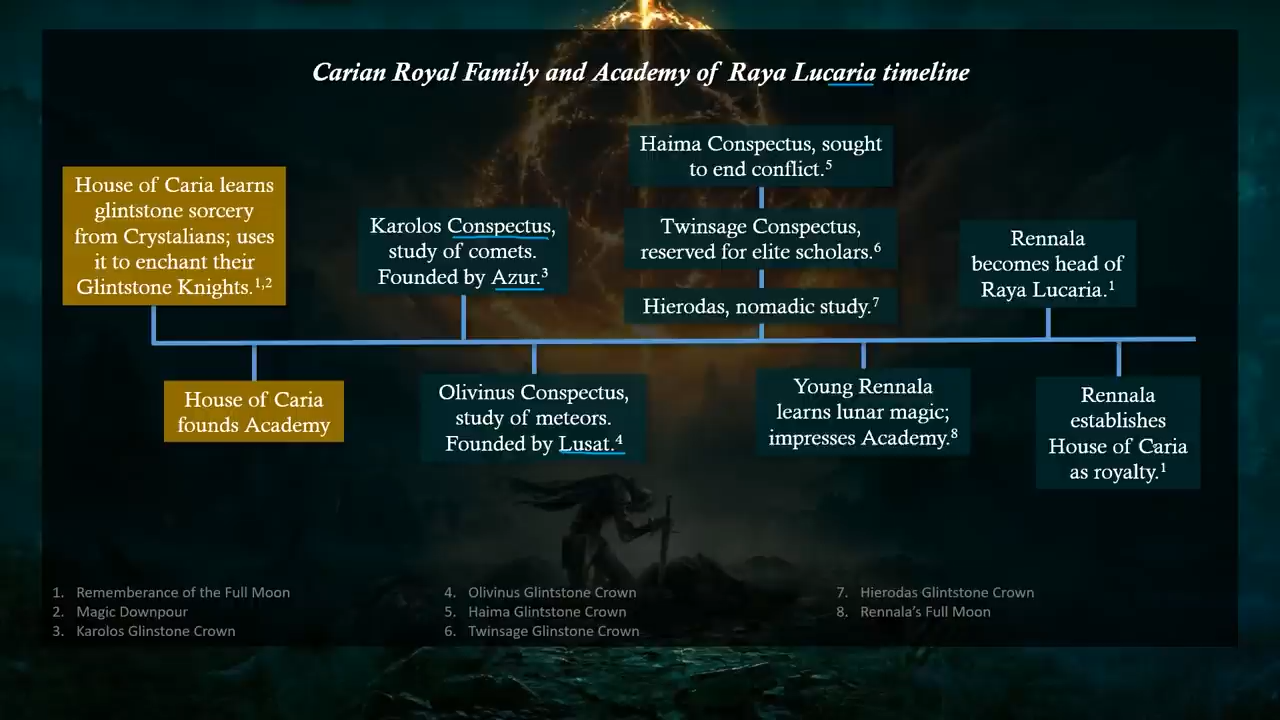 Carian Royal Family and Academy of Raya Lucaria timeline
House of Caria learns
glintstone sorcery
from Crystalians; uses
it to enchant their
Glintstone Knights.¹,²
House of Caria
founds Academy
Karolos Conspectus,
study of comets.
Founded by Azur.³
Olivinus Conspectus,
study of meteors.
Founded by Lusat.⁴
Haima Conspectus, sought
to end conflict.⁵
Twinsage Conspectus,
reserved for elite scholars.⁶
Hierodas, nomadic study.⁷
Young Rennala
learns lunar magic;
impresses Academy.⁸
Rennala
becomes head of
Raya Lucaria.¹
Rennala
establishes
House of Caria
as royalty.¹
1. Rememberance of the Full Moon
2. Magic Downpour
3. Karolos Glinstone Crown
4. Olivinus Glintstone Crown
5. Haima Glintstone Crown
6. Twinsage Glinstone Crown
7. Hierodas Glintstone Crown
8. Rennala's Full Moon